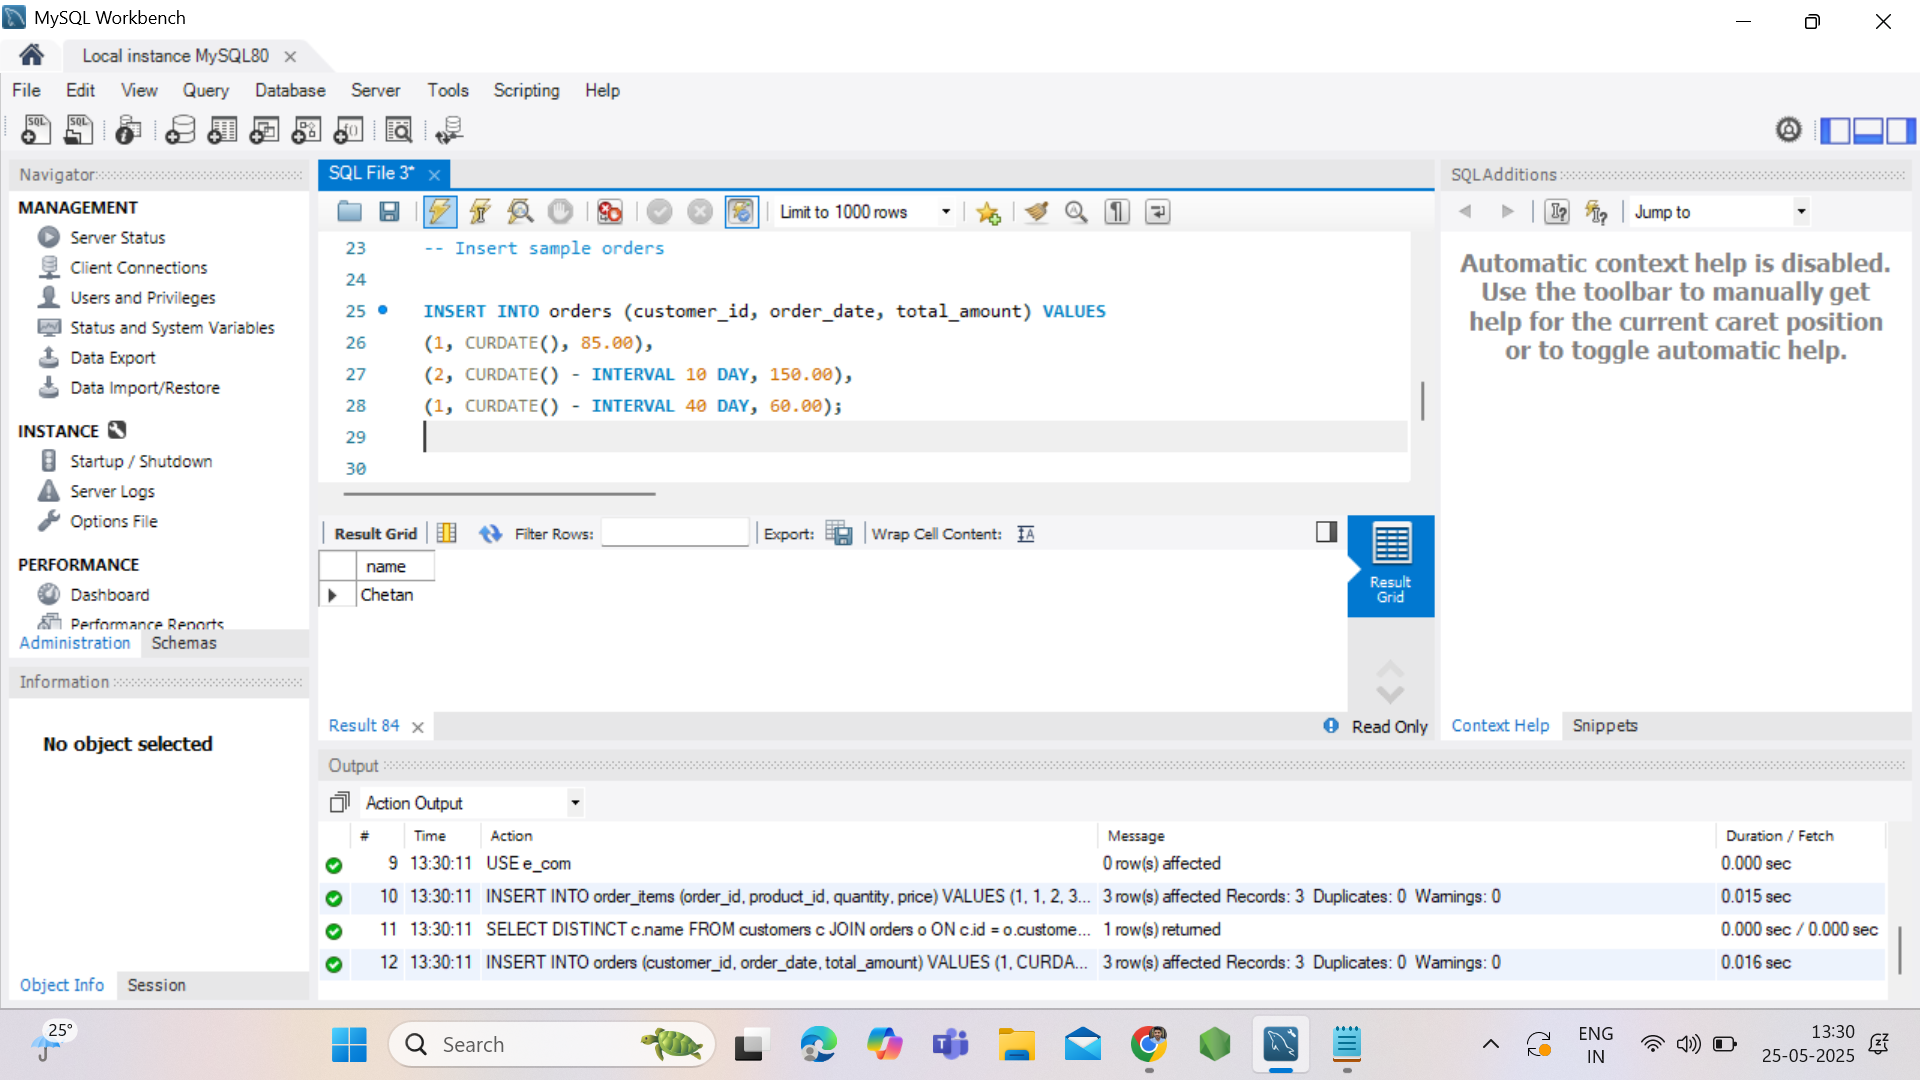 MySQL Workbench
Local instance MySQL80
File Edit View Query Database Server Tools Scripting Help
Navigator
MANAGEMENT
Server Status
Client Connections
Users and Privileges
Status and System Variables
Data Export
Data Import/Restore
INSTANCE
Startup / Shutdown
Server Logs
Options File
PERFORMANCE
Dashboard
Performance Reports
Administration Schemas
Information
No object selected
Object Info Session
SQL File 3*
Limit to 1000 rows
23 -- Insert sample orders
24
25 INSERT INTO orders (customer_id, order_date, total_amount) VALUES
26 (1, CURDATE(), 85.00),
27 (2, CURDATE() - INTERVAL 10 DAY, 150.00),
28 (1, CURDATE() - INTERVAL 40 DAY, 60.00);
29
30
Result Grid Filter Rows: Export: Wrap Cell Content:
name
Chetan
Result Grid
Result 84
Read Only
SQLAdditions
Jump to
Automatic context help is disabled.
Use the toolbar to manually get
help for the current caret position
or to toggle automatic help.
Context Help Snippets
Output
Action Output
# Time Action Message Duration / Fetch
9 13:30:11 USE e_com 0 row(s) affected 0.000 sec
10 13:30:11 INSERT INTO order_items (order_id, product_id, quantity, price) VALUES (1, 1, 2, 3... 3 row(s) affected Records: 3 Duplicates: 0 Warnings: 0 0.015 sec
11 13:30:11 SELECT DISTINCT c.name FROM customers c JOIN orders o ON c.id = o.custome... 1 row(s) returned 0.000 sec / 0.000 sec
12 13:30:11 INSERT INTO orders (customer_id, order_date, total_amount) VALUES (1, CURDA... 3 row(s) affected Records: 3 Duplicates: 0 Warnings: 0 0.016 sec
25°
Search
ENG
IN
13:30
25-05-2025